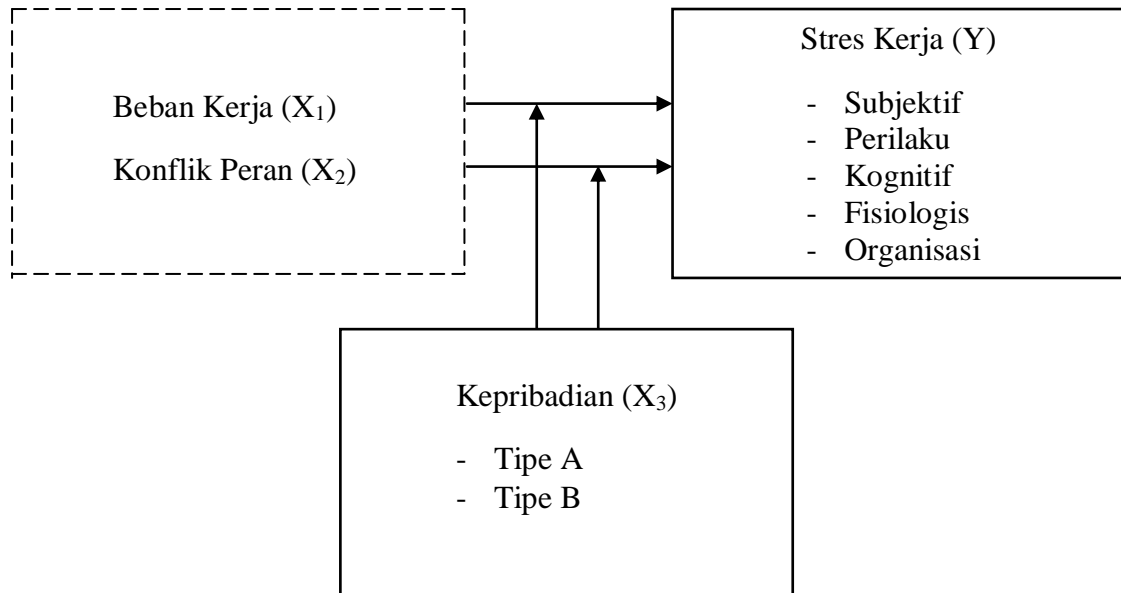 Beban Kerja (X₁)
Konflik Peran (X₂)
Stres Kerja (Y)
- Subjektif
- Perilaku
- Kognitif
- Fisiologis
- Organisasi
Kepribadian (X₃)
- Tipe A
- Tipe B